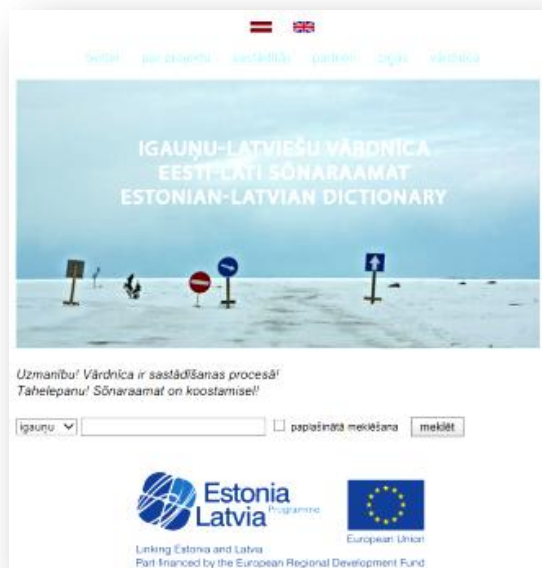 par projektu
IGAUŅU-LATVIEŠU VĀRDNĪCA
EESTI-LÄTI SÕNARAAMAT
ESTONIAN-LATVIAN DICTIONARY
Uzmanību! Vārdnīca ir sastādīšanas procesā!
Tähelepanu! Sõnaraamat on koostamisel!
igauņu
paplašinātā meklēšana
meklēt
Estonia
Latvia
Programme
European Union
Linking Estonia and Latvia
Part-financed by the European Regional Development Fund